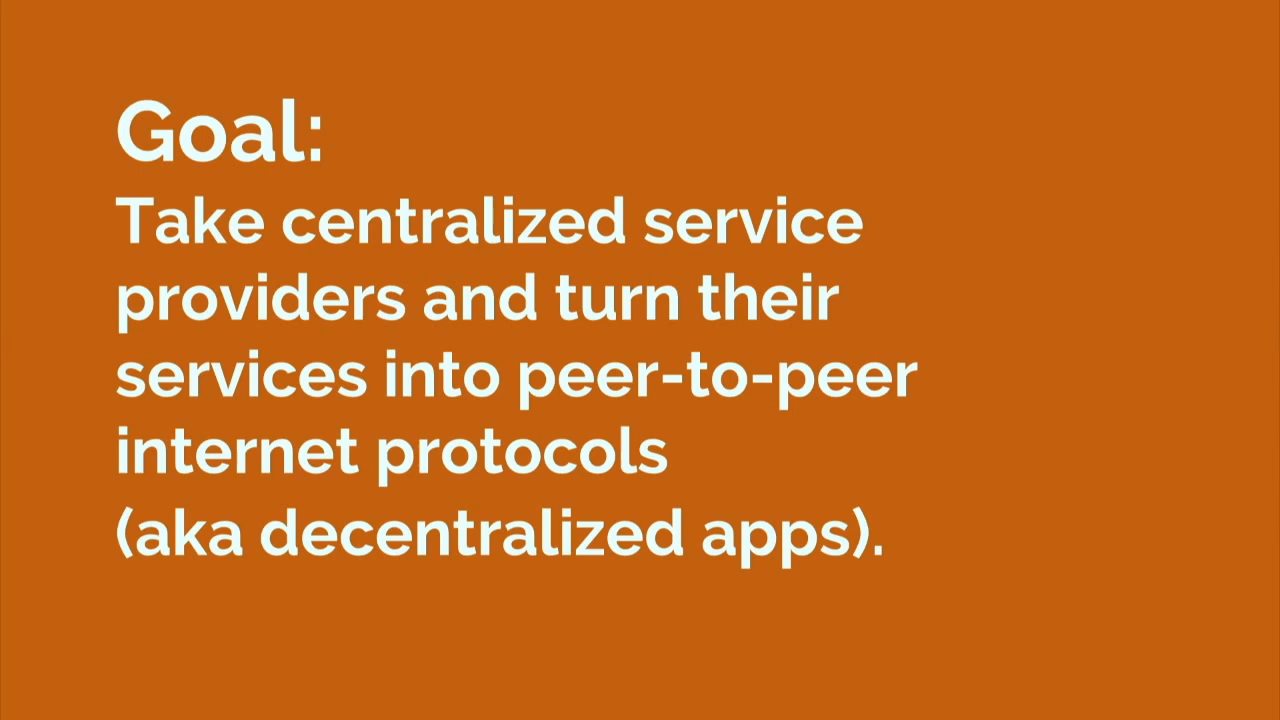 Goal:
Take centralized service
providers and turn their
services into peer-to-peer
internet protocols
(aka decentralized apps).